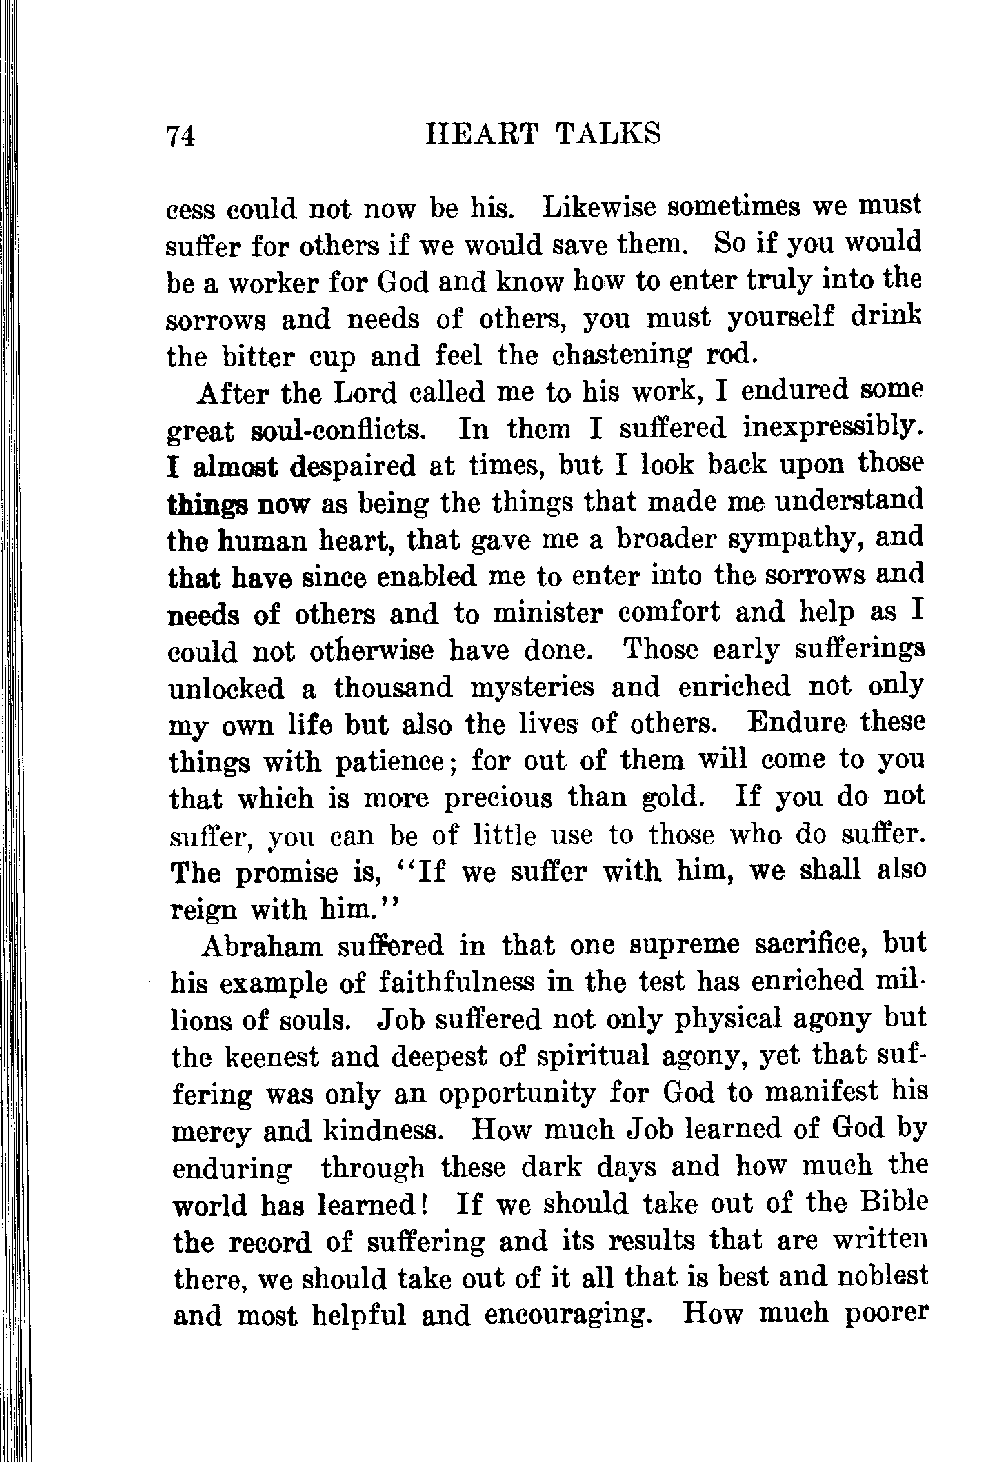 74 HEART TALKS
cess could not now be his. Likewise sometimes we must
suffer for others if we would save them. So if you would
be a worker for God and know how to enter truly into the
sorrows and needs of others, you must yourself drink
the bitter cup and feel the chastening rod.
After the Lord called me to his work, I endured some
great soul-conflicts. In them I suffered inexpressibly.
I almost despaired at times, but I look back upon those
things now as being the things that made me understand
the human heart, that gave me a broader sympathy, and
that have since enabled me to enter into the sorrows and
needs of others and to minister comfort and help as I
could not otherwise have done. Those early sufferings
unlocked a thousand mysteries and enriched not only
my own life but also the lives of others. Endure these
things with patience; for out of them will come to you
that which is more precious than gold. If you do not
suffer, you can be of little use to those who do suffer.
The promise is, "If we suffer with him, we shall also
reign with him."
Abraham suffered in that one supreme sacrifice, but
his example of faithfulness in the test has enriched mil-
lions of souls. Job suffered not only physical agony but
the keenest and deepest of spiritual agony, yet that suf-
fering was only an opportunity for God to manifest his
mercy and kindness. How much Job learned of God by
enduring through these dark days and how much the
world has learned! If we should take out of the Bible
the record of suffering and its results that are written
there, we should take out of it all that is best and noblest
and most helpful and encouraging. How much poorer